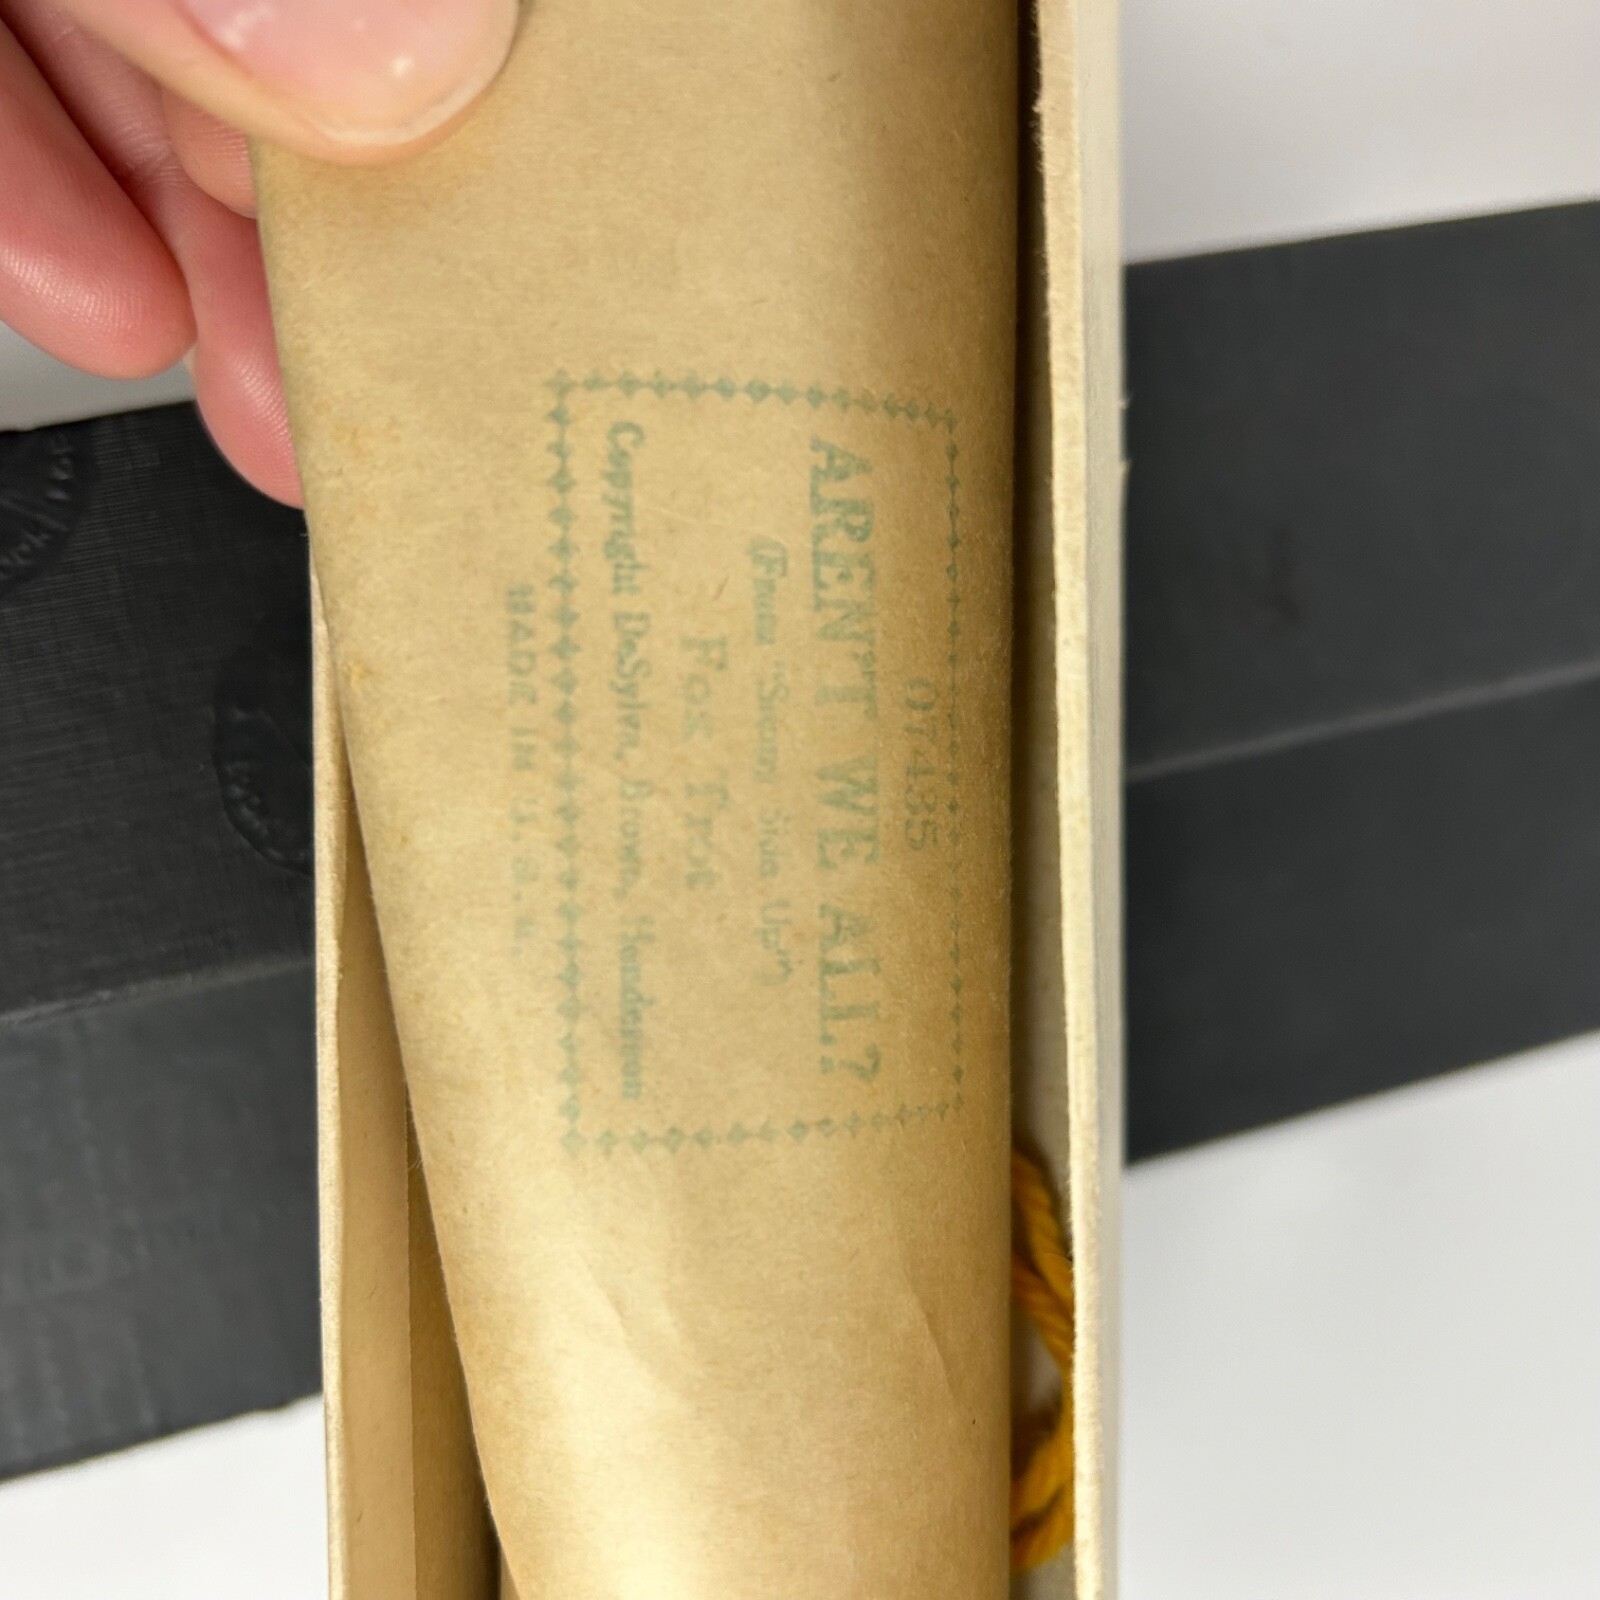 07435
AREN'T WE ALL?
(From "Sunny Side Up")
Fox Trot
Copyright DeSylva, Brown, Henderson
MADE IN U.S.A.